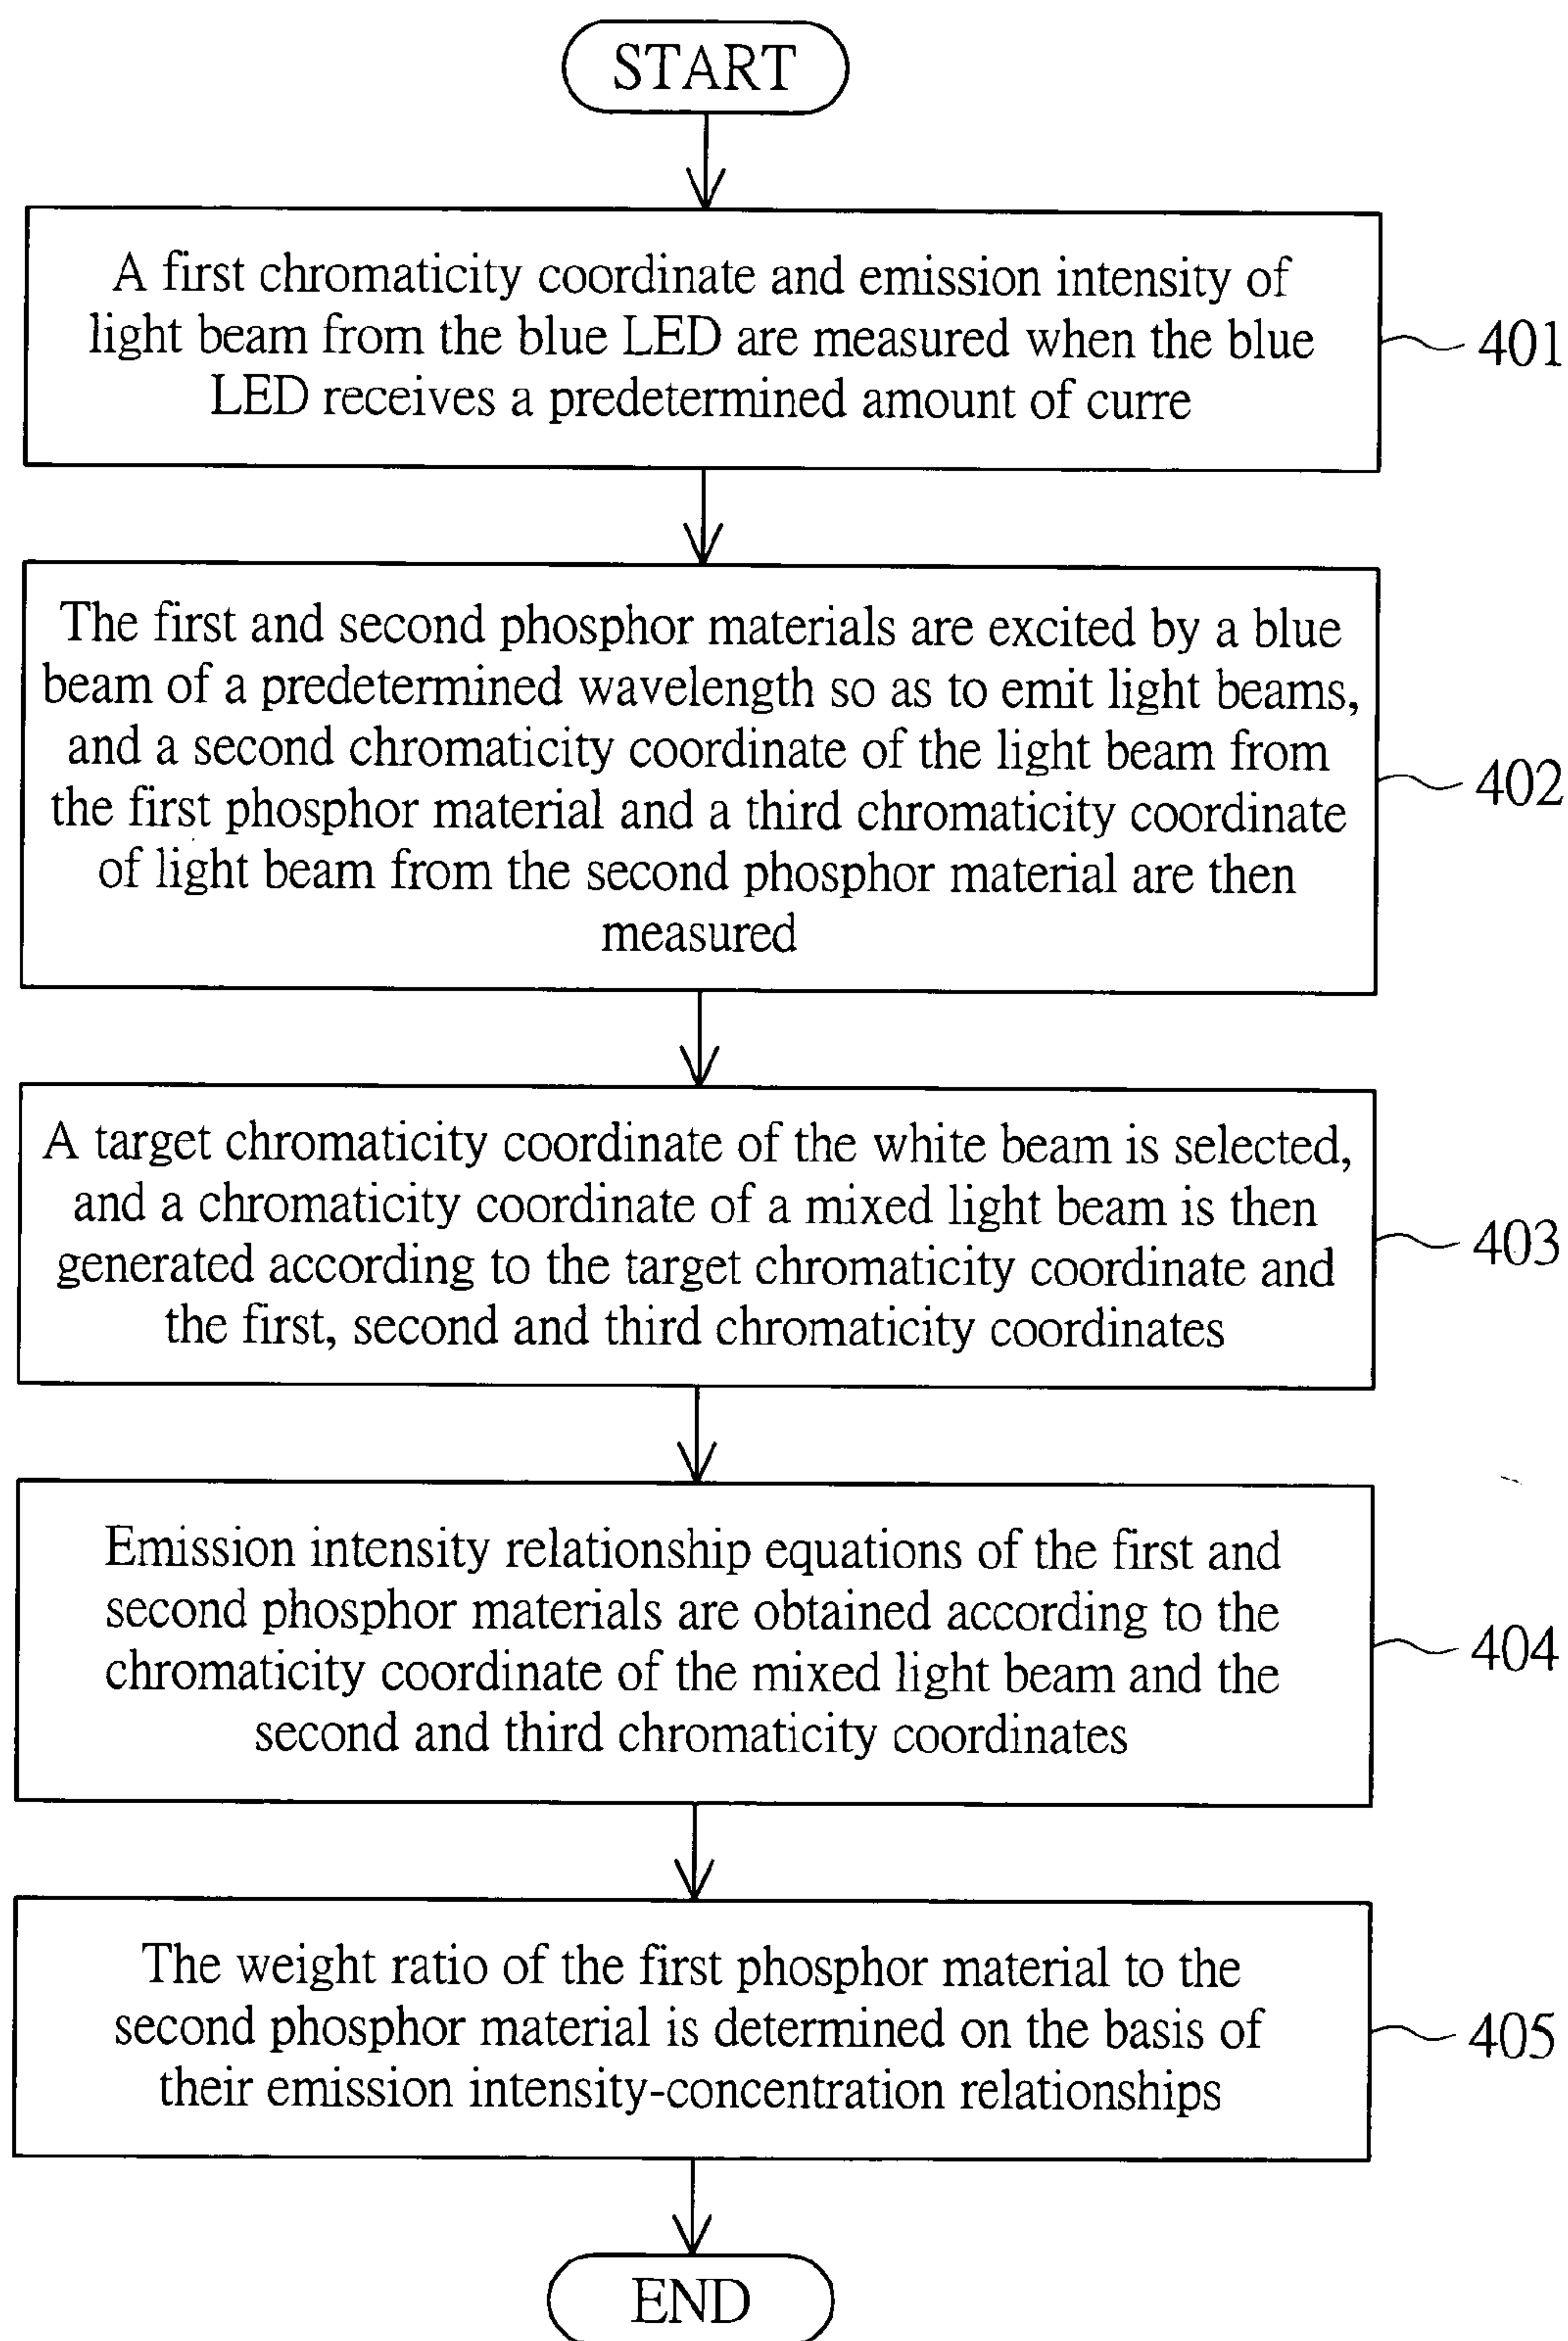 START
A first chromaticity coordinate and emission intensity of
light beam from the blue LED are measured when the blue
LED receives a predetermined amount of curre
401
The first and second phosphor materials are excited by a blue
beam of a predetermined wavelength so as to emit light beams,
and a second chromaticity coordinate of the light beam from
the first phosphor material and a third chromaticity coordinate
of light beam from the second phosphor material are then
measured
402
A target chromaticity coordinate of the white beam is selected,
and a chromaticity coordinate of a mixed light beam is then
generated according to the target chromaticity coordinate and
the first, second and third chromaticity coordinates
403
Emission intensity relationship equations of the first and
second phosphor materials are obtained according to the
chromaticity coordinate of the mixed light beam and the
second and third chromaticity coordinates
404
The weight ratio of the first phosphor material to the
second phosphor material is determined on the basis of
their emission intensity-concentration relationships
405
END